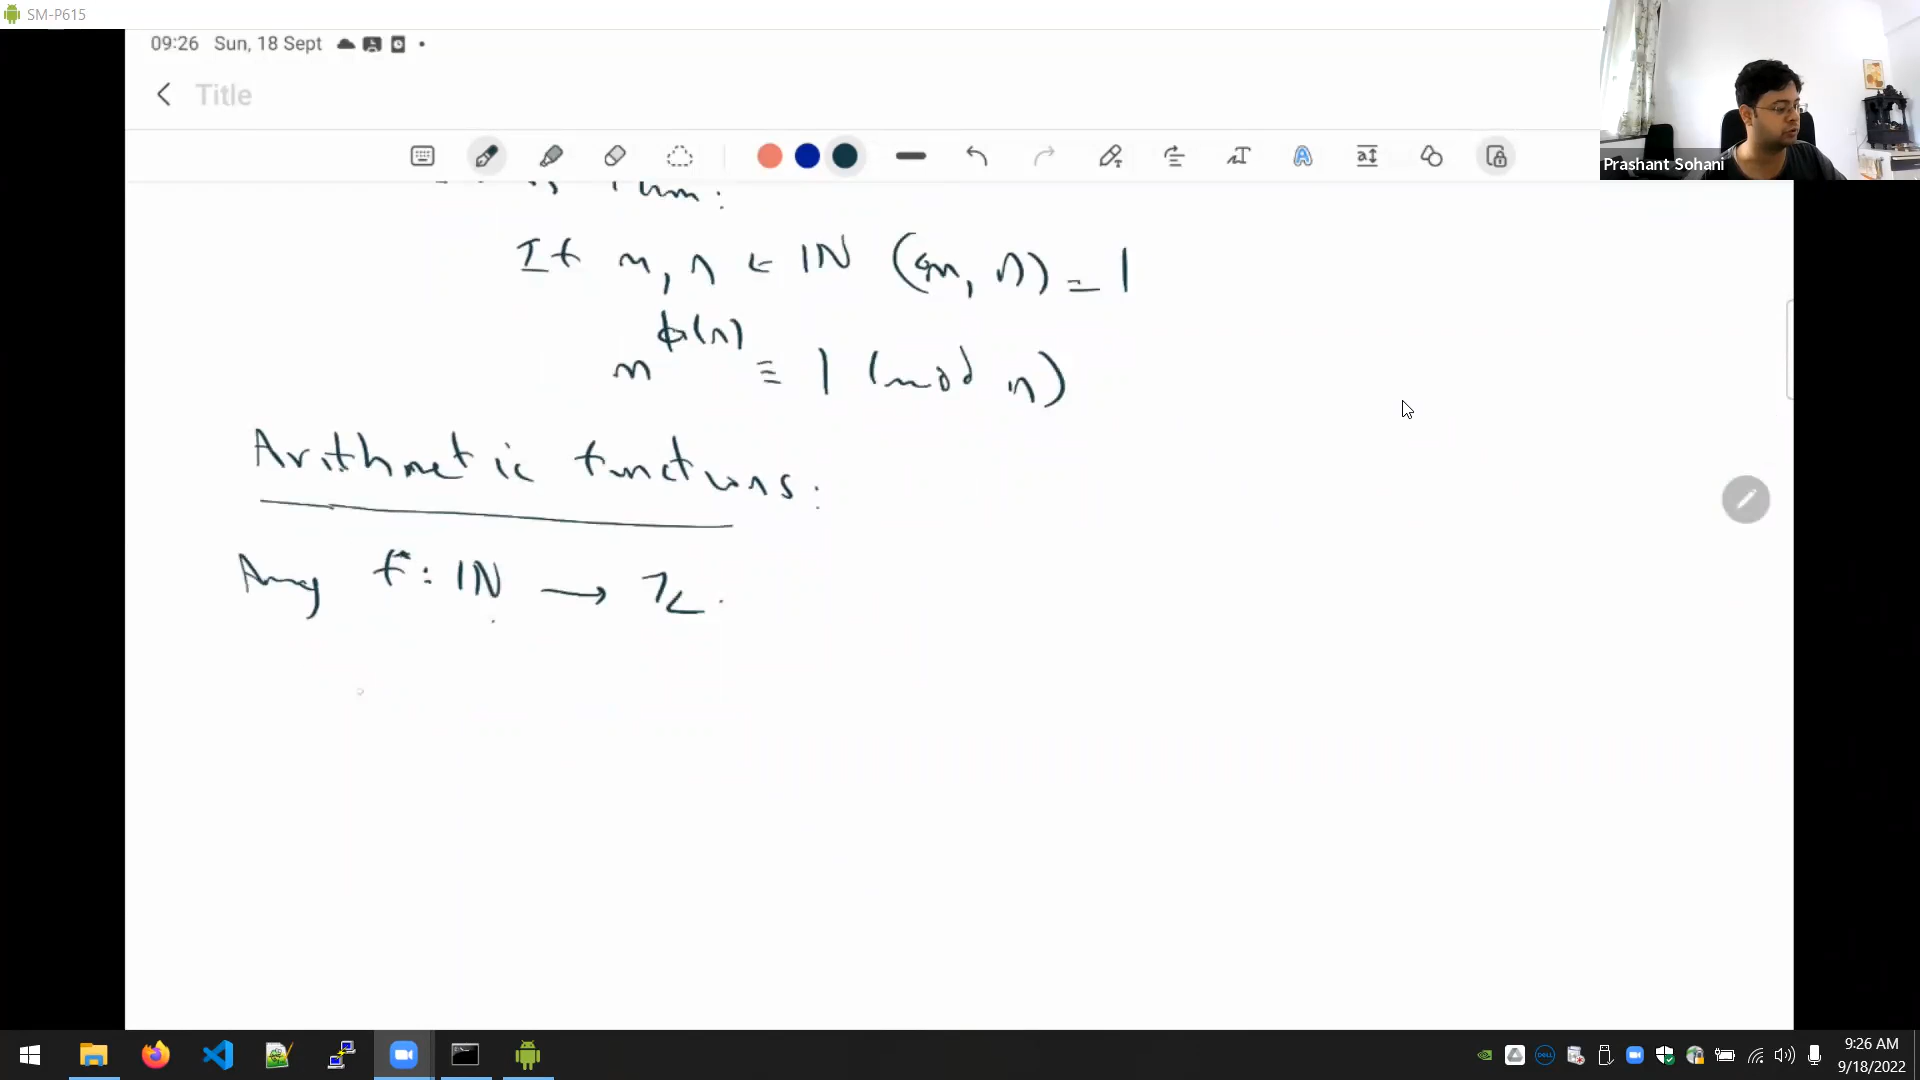 SM-P615
09:26 Sun, 18 Sept
Title
Prashant Sohani
Thm:
If m, n ∈ ℕ (m, n) = 1
m^ϕ(n) ≡ 1 (mod n)
Arithmetic functions:
Any f: ℕ → ℤ.
9:26 AM
9/18/2022